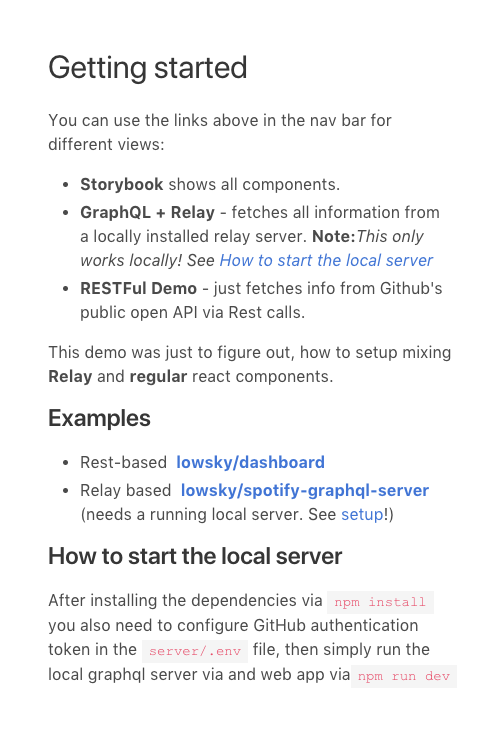 Getting started
You can use the links above in the nav bar for
different views:
• Storybook shows all components.
• GraphQL + Relay - fetches all information from
a locally installed relay server. Note:This only
works locally! See How to start the local server
• RESTFul Demo - just fetches info from Github's
public open API via Rest calls.
This demo was just to figure out, how to setup mixing
Relay and regular react components.
Examples
• Rest-based lowsky/dashboard
• Relay based lowsky/spotify-graphql-server
(needs a running local server. See setup!)
How to start the local server
After installing the dependencies via npm install
you also need to configure GitHub authentication
token in the server/.env file, then simply run the
local graphql server via and web app via npm run dev